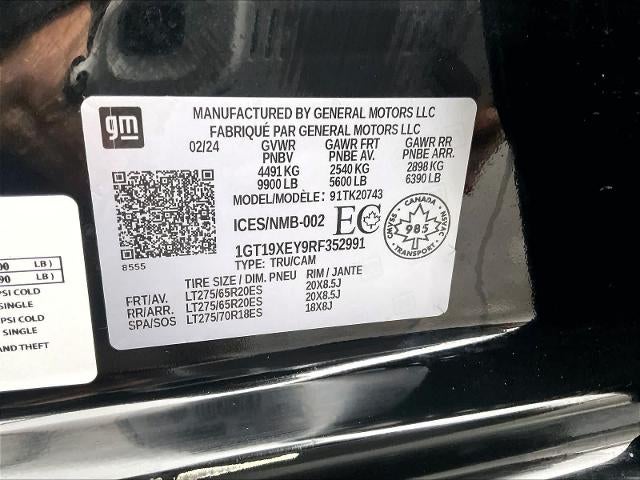 gm
MANUFACTURED BY GENERAL MOTORS LLC
FABRIQUÉ PAR GENERAL MOTORS LLC
02/24 GVWR GAWR FRT GAWR RR
PNBV PNBE AV. PNBE ARR.
4491 KG 2540 KG 2898 KG
9900 LB 5600 LB 6390 LB
MODEL/MODÈLE: 91TK20743
ICES/NMB-002 EC
CANADA
SVMAC NVAC
985
1GT19XEY9RF352991
8555
TYPE: TRU/CAM
TIRE SIZE / DIM. PNEU RIM / JANTE
FRT/AV. LT275/65R20ES 20X8.5J
RR/ARR. LT275/65R20ES 20X8.5J
SPA/SOS LT275/70R18ES 18X8J
LB )
90 LB )
PSI COLD
SINGLE
PSI COLD
SINGLE
AND THEFT